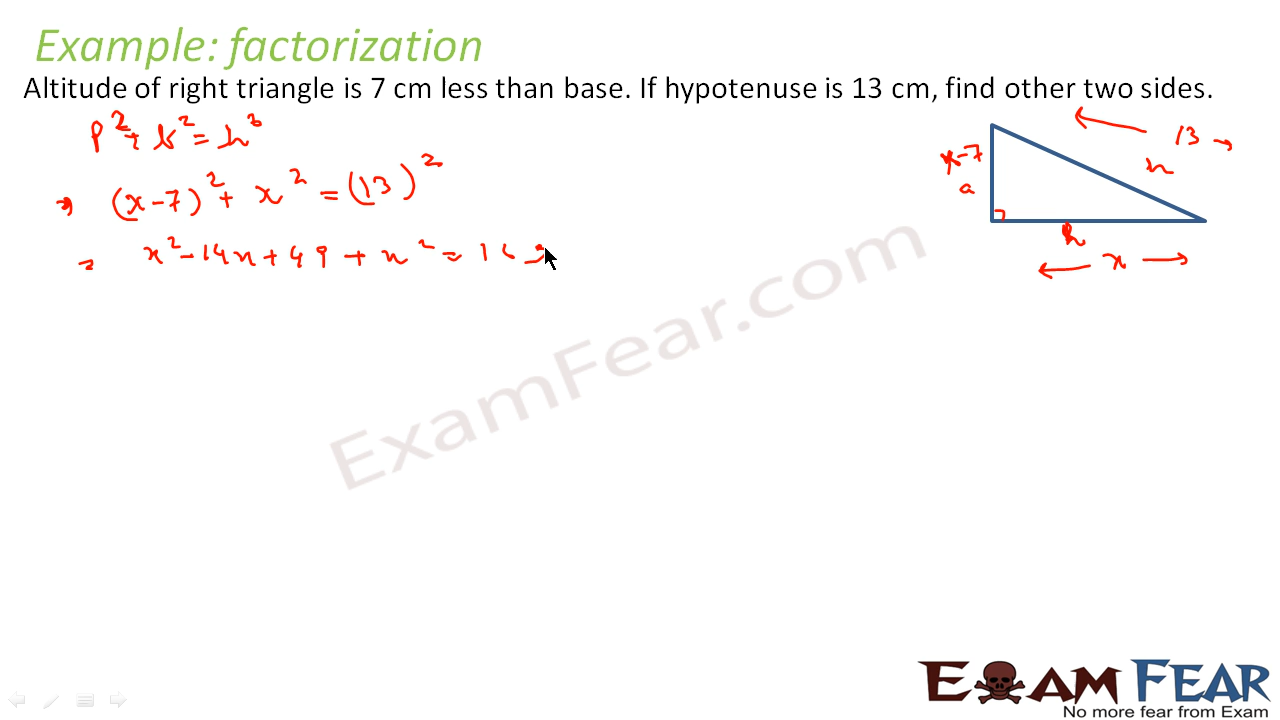 Example: factorization
Altitude of right triangle is 7 cm less than base. If hypotenuse is 13 cm, find other two sides.
p² + b² = h²
⇒ (x-7)² + x² = (13)²
= x² - 14x + 49 + x² = 169
13
x-7
h
a
x
ExamFear.com
EXAM FEAR
No more fear from Exam